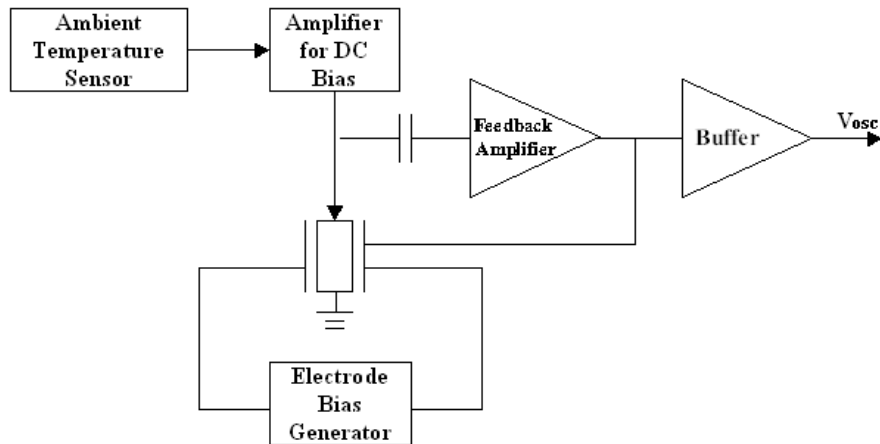 Ambient
Temperature
Sensor
Amplifier
for DC
Bias
Feedback
Amplifier
Buffer
Vosc
Electrode
Bias
Generator